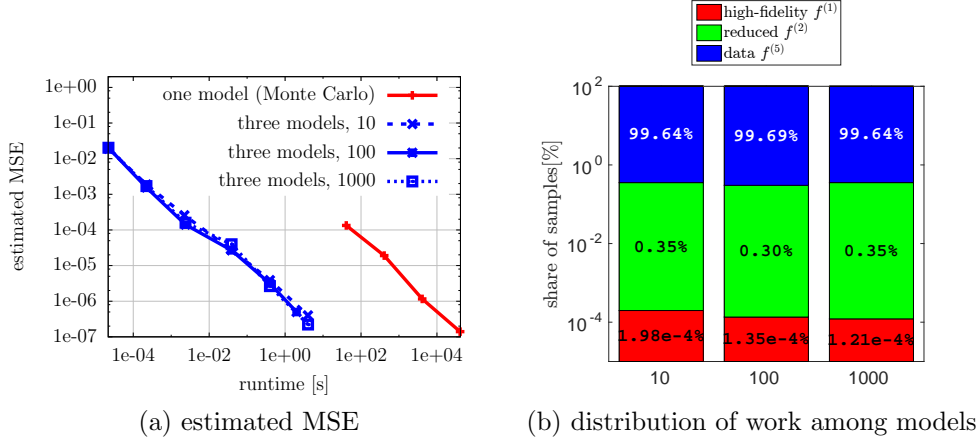 estimated MSE
1e+00
1e-01
1e-02
1e-03
1e-04
1e-05
1e-06
1e-07
one model (Monte Carlo)
three models, 10
three models, 100
three models, 1000
1e-04 1e-02 1e+00 1e+02 1e+04
runtime [s]
(a) estimated MSE
high-fidelity f^(1)
reduced f^(2)
data f^(5)
share of samples[%]
10^2
10^0
10^-2
10^-4
99.64% 99.69% 99.64%
0.35% 0.30% 0.35%
1.98e-4% 1.35e-4% 1.21e-4%
10 100 1000
(b) distribution of work among models